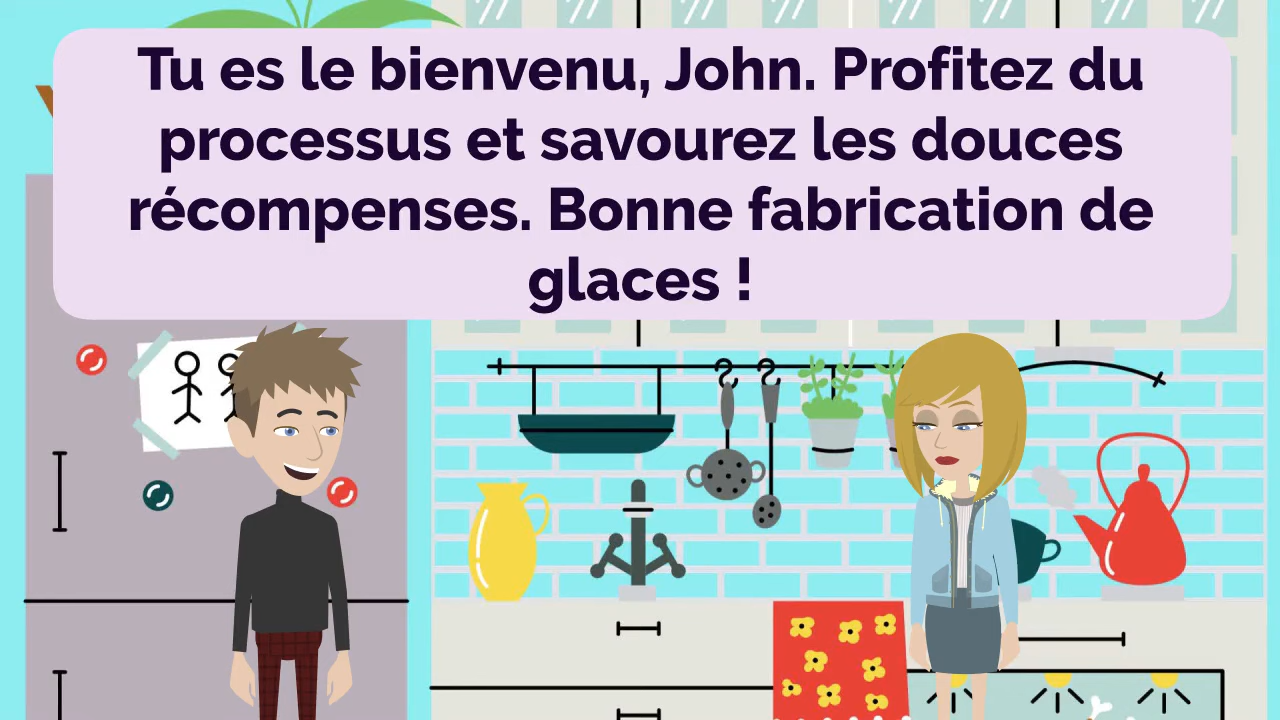 Tu es le bienvenu, John. Profitez du
processus et savourez les douces
récompenses. Bonne fabrication de
glaces !